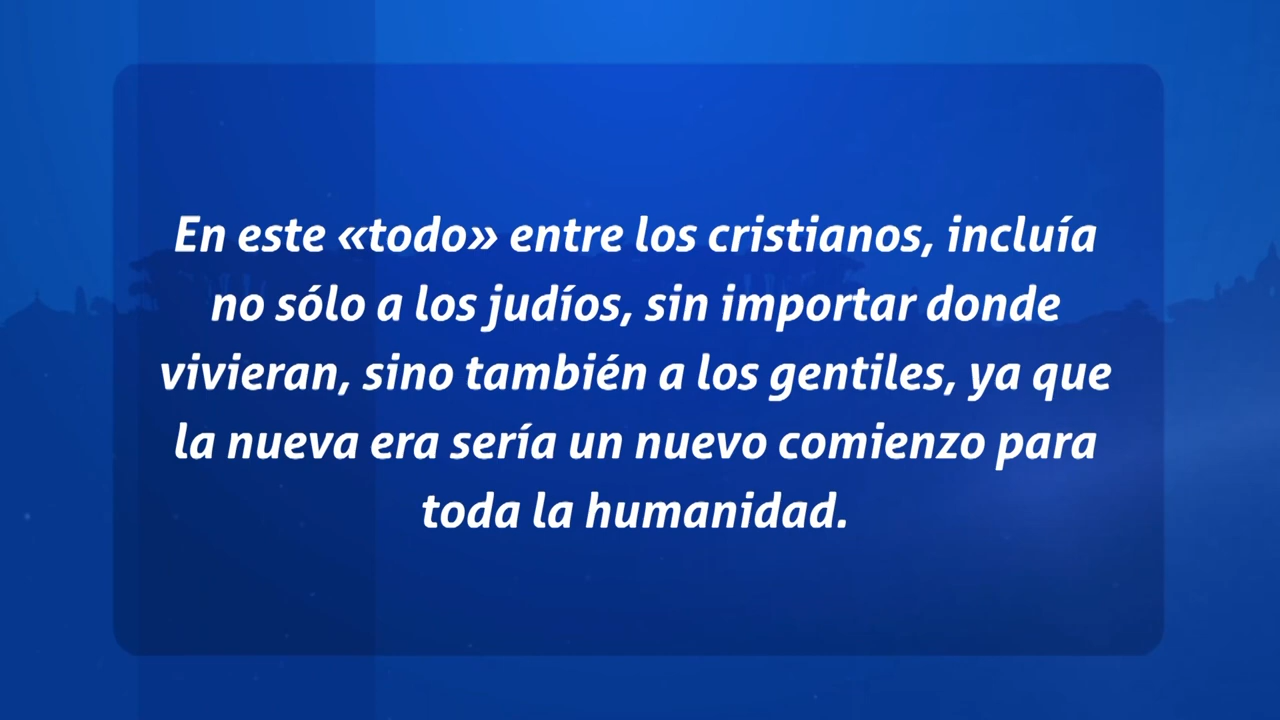 En este «todo» entre los cristianos, incluía
no sólo a los judíos, sin importar donde
vivieran, sino también a los gentiles, ya que
la nueva era sería un nuevo comienzo para
toda la humanidad.